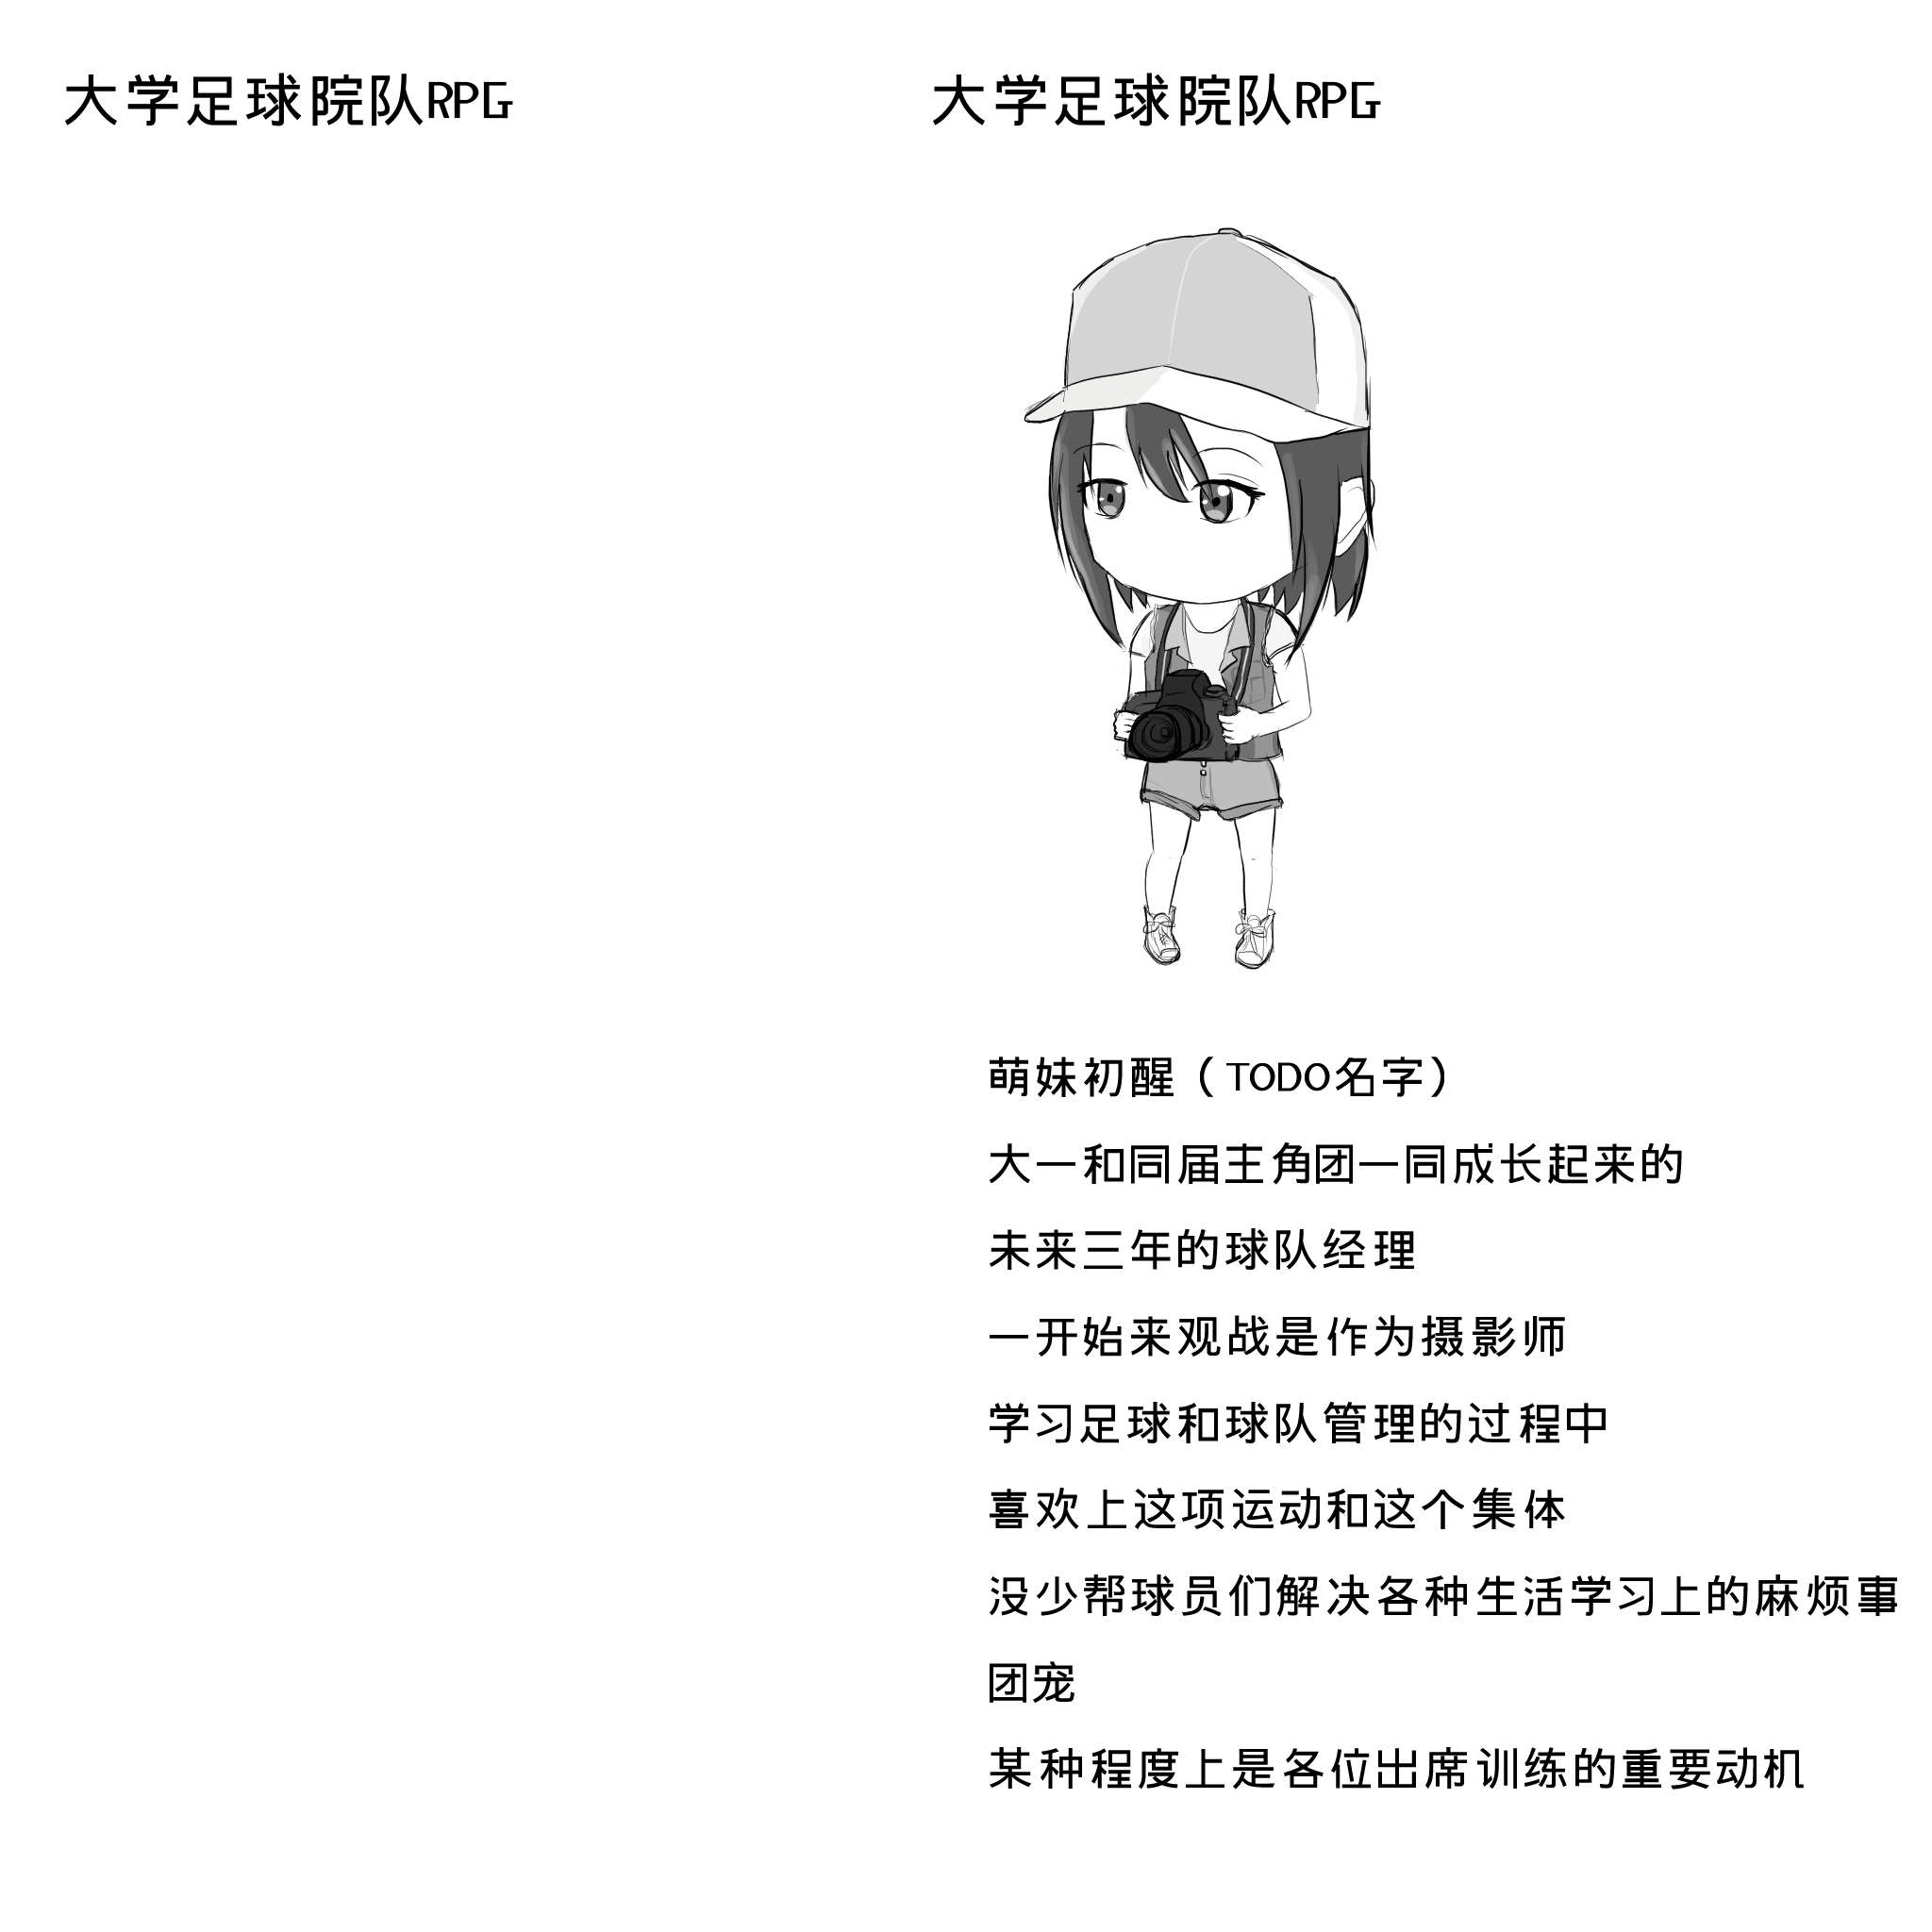 大学足球院队RPG
大学足球院队RPG
萌妹初醒（TODO名字）
大一和同届主角团一同成长起来的
未来三年的球队经理
一开始来观战是作为摄影师
学习足球和球队管理的过程中
喜欢上这项运动和这个集体
没少帮球员们解决各种生活学习上的麻烦事
团宠
某种程度上是各位出席训练的重要动机